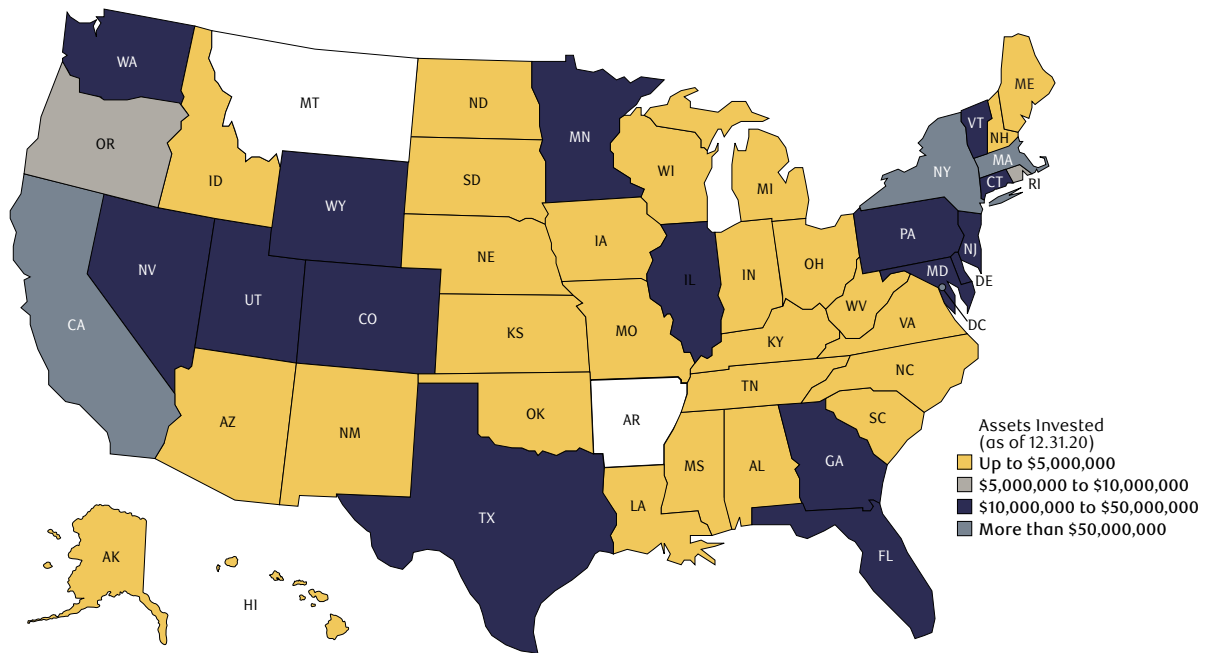 WA
MT
ND
MN
ME
VT
NH
OR
ID
SD
WI
MI
NY
MA
CT
RI
WY
NE
IA
PA
NJ
NV
UT
CO
IL
IN
OH
MD
DE
CA
KS
MO
WV
VA
DC
KY
AZ
NM
OK
AR
TN
NC
SC
TX
LA
MS
AL
GA
FL
AK
HI
Assets Invested
(as of 12.31.20)
Up to $5,000,000
$5,000,000 to $10,000,000
$10,000,000 to $50,000,000
More than $50,000,000